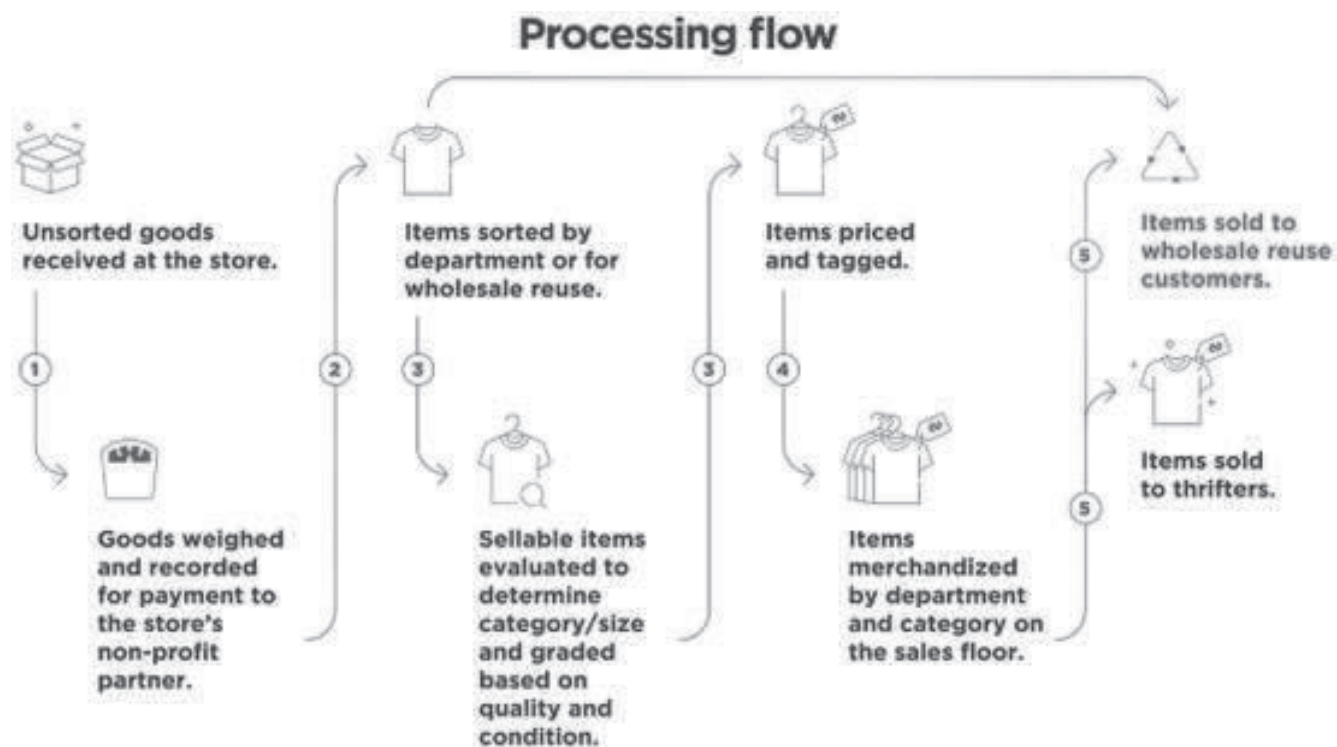 Processing flow
Unsorted goods
received at the store.
1
Goods weighed
and recorded
for payment to
the store's
non-profit
partner.
2
Items sorted by
department or for
wholesale reuse.
3
Sellable items
evaluated to
determine
category/size
and graded
based on
quality and
condition.
3
Items priced
and tagged.
4
Items
merchandized
by department
and category on
the sales floor.
5
5
Items sold to
wholesale reuse
customers.
Items sold
to thrifters.